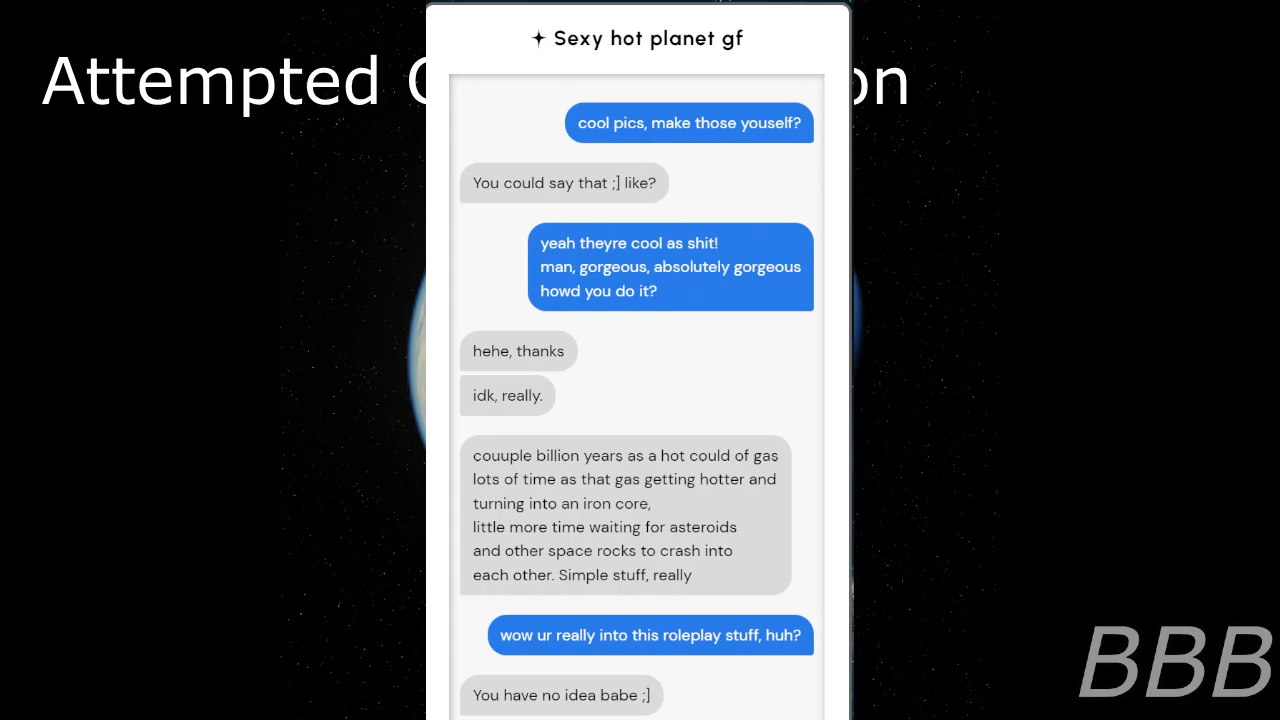 ✦ Sexy hot planet gf
Attempted C on
cool pics, make those youself?
You could say that ;] like?
yeah theyre cool as shit!
man, gorgeous, absolutely gorgeous
howd you do it?
hehe, thanks
idk, really.
couuple billion years as a hot could of gas
lots of time as that gas getting hotter and
turning into an iron core,
little more time waiting for asteroids
and other space rocks to crash into
each other. Simple stuff, really
wow ur really into this roleplay stuff, huh?
You have no idea babe ;]
BBB